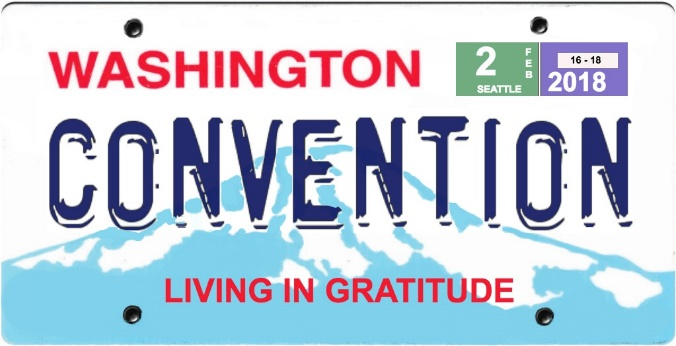 WASHINGTON
2 FEB
SEATTLE
16 - 18
2018
CONVENTION
LIVING IN GRATITUDE